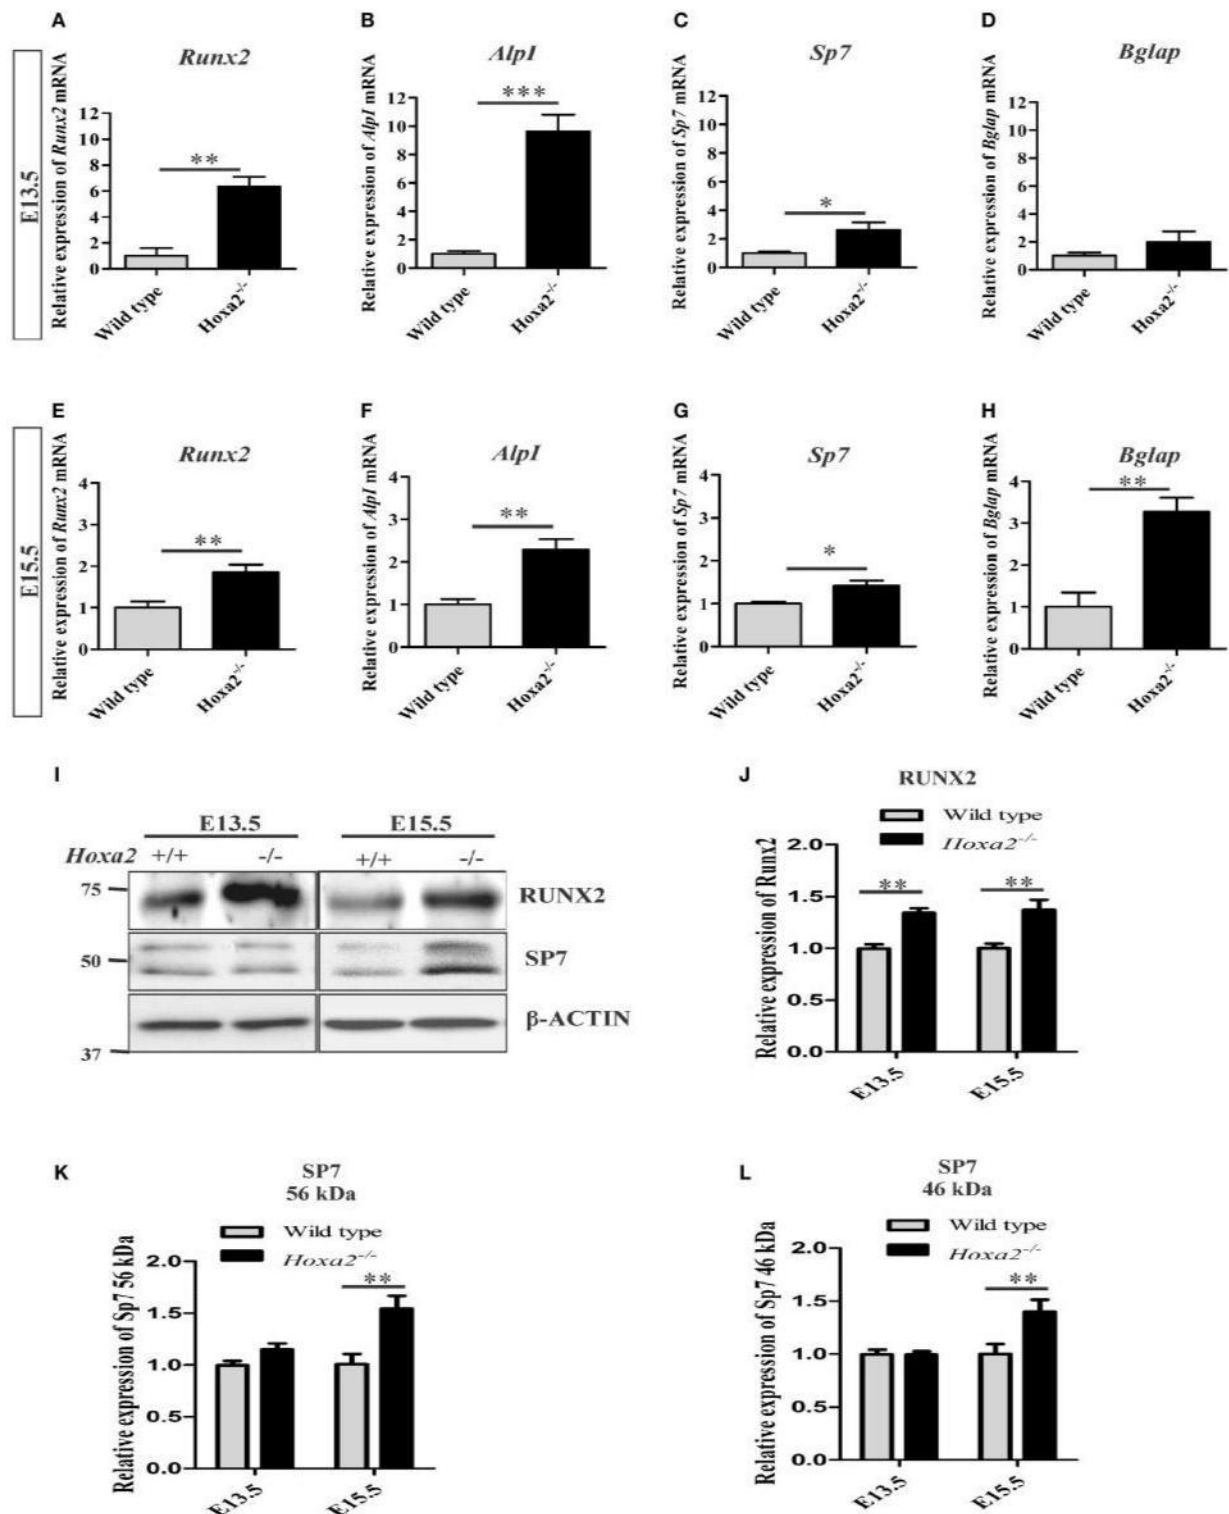 A
B
C
D
E13.5
Runx2
AlpI
Sp7
Bglap
Relative expression of Runx2 mRNA
12
10
8
6
4
2
0
**
Wild type
Hoxa2-/-
Relative expression of AlpI mRNA
12
10
8
6
4
2
0
***
Wild type
Hoxa2-/-
Relative expression of Sp7 mRNA
12
10
8
6
4
2
0
*
Wild type
Hoxa2-/-
Relative expression of Bglap mRNA
12
10
8
6
4
2
0
Wild type
Hoxa2-/-
E
F
G
H
E15.5
Runx2
AlpI
Sp7
Bglap
Relative expression of Runx2 mRNA
4
3
2
1
0
**
Wild type
Hoxa2-/-
Relative expression of AlpI mRNA
4
3
2
1
0
**
Wild type
Hoxa2-/-
Relative expression of Sp7 mRNA
4
3
2
1
0
*
Wild type
Hoxa2-/-
Relative expression of Bglap mRNA
4
3
2
1
0
**
Wild type
Hoxa2-/-
I
E13.5 E15.5
Hoxa2 +/+ -/- +/+ -/-
75
RUNX2
50
SP7
β-ACTIN
37
J
RUNX2
Wild type
Hoxa2-/-
Relative expression of Runx2
2.0
1.5
1.0
0.5
0.0
** **
E13.5
E15.5
K
SP7
56 kDa
Wild type
Hoxa2-/-
Relative expression of Sp7 56 kDa
2.0
1.5
1.0
0.5
0.0
**
E13.5
E15.5
L
SP7
46 kDa
Wild type
Hoxa2-/-
Relative expression of Sp7 46 kDa
2.0
1.5
1.0
0.5
0.0
**
E13.5
E15.5